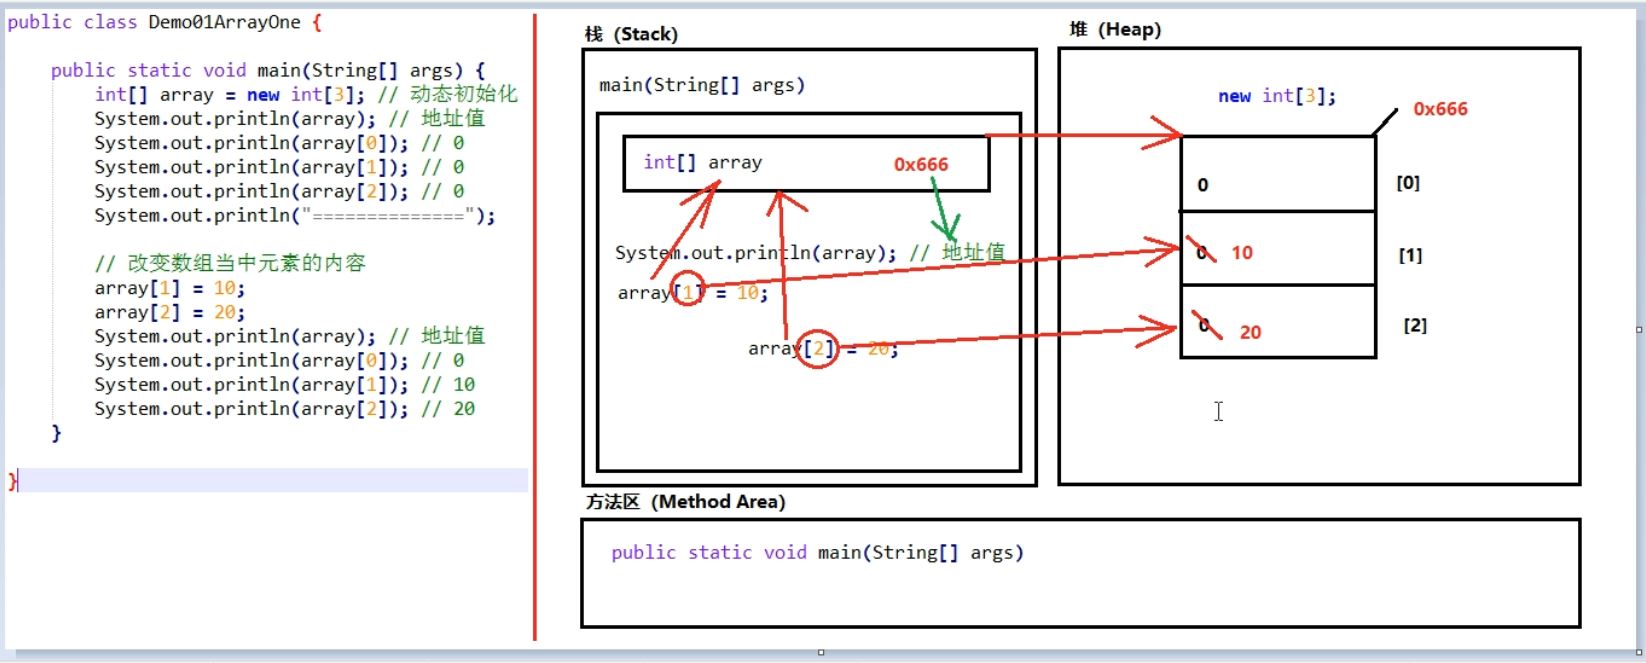 public class Demo01ArrayOne {
public static void main(String[] args) {
int[] array = new int[3]; // 动态初始化
System.out.println(array); // 地址值
System.out.println(array[0]); // 0
System.out.println(array[1]); // 0
System.out.println(array[2]); // 0
System.out.println("==============");
// 改变数组当中元素的内容
array[1] = 10;
array[2] = 20;
System.out.println(array); // 地址值
System.out.println(array[0]); // 0
System.out.println(array[1]); // 10
System.out.println(array[2]); // 20
}
}
栈（Stack）
main(String[] args)
int[] array 0x666
System.out.println(array); // 地址值
array[1] = 10;
array[2] = 20;
堆（Heap）
new int[3];
0x666
0 [0]
0 10 [1]
0 20 [2]
方法区（Method Area）
public static void main(String[] args)